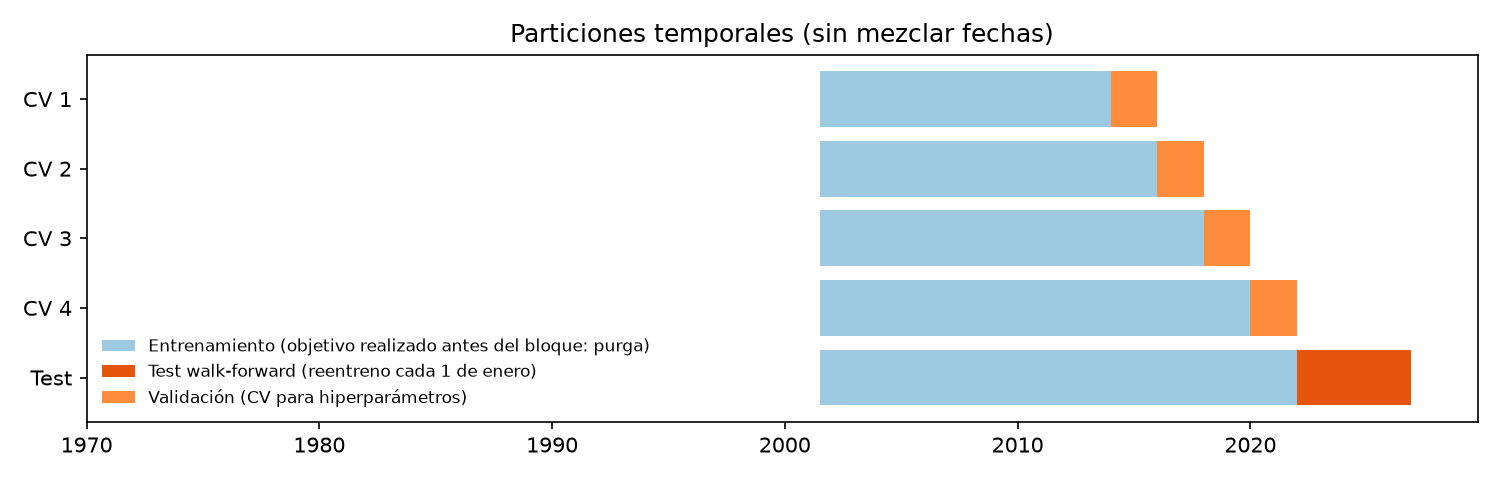 Particiones temporales (sin mezclar fechas)
CV 1
CV 2
CV 3
CV 4
Test
Entrenamiento (objetivo realizado antes del bloque: purga)
Test walk-forward (reentreno cada 1 de enero)
Validación (CV para hiperparámetros)
1970 1980 1990 2000 2010 2020